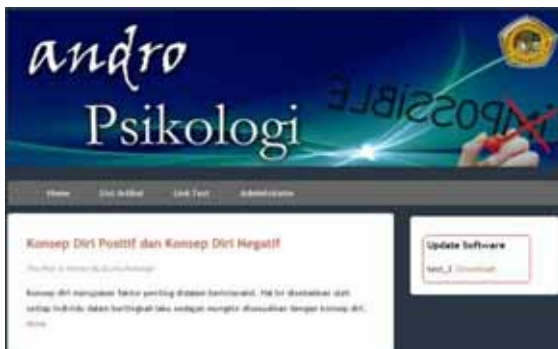 andro
Psikologi
IMPOSSIBLE
Home List Artikel Link Test Administrator
Konsep Diri Positif dan Konsep Diri Negatif
Konsep diri merupakan faktor penting didalam berinteraksi. Hal ini disebabkan oleh
setiap individu dalam bertingkah laku sedapat mungkin disesuaikan dengan konsep diri.
Update Software
test_2 Download